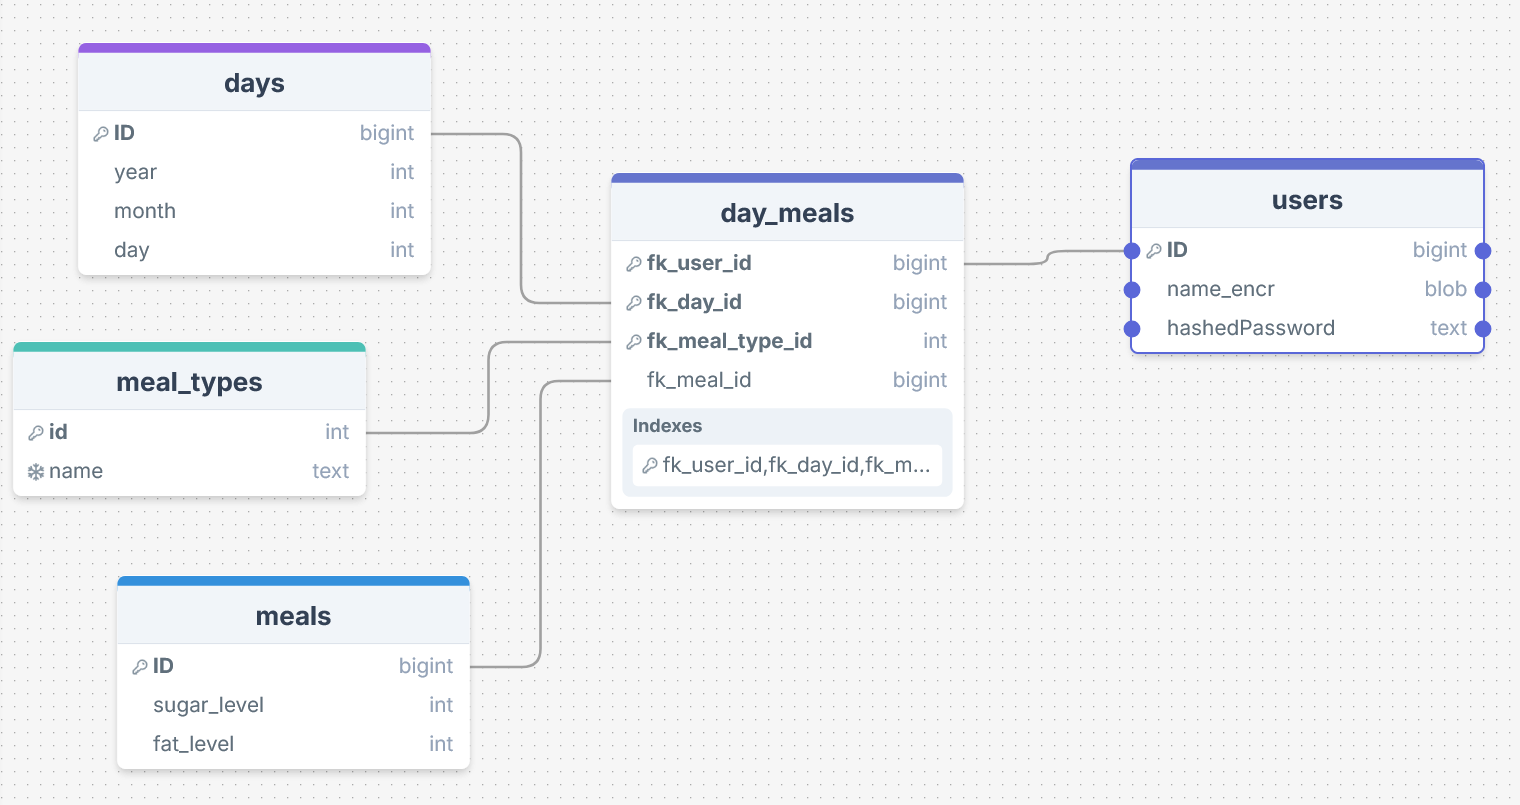 days
ID bigint
year int
month int
day int
meal_types
id int
name text
meals
ID bigint
sugar_level int
fat_level int
day_meals
fk_user_id bigint
fk_day_id bigint
fk_meal_type_id int
fk_meal_id bigint
Indexes
fk_user_id,fk_day_id,fk_m...
users
ID bigint
name_encr blob
hashedPassword text